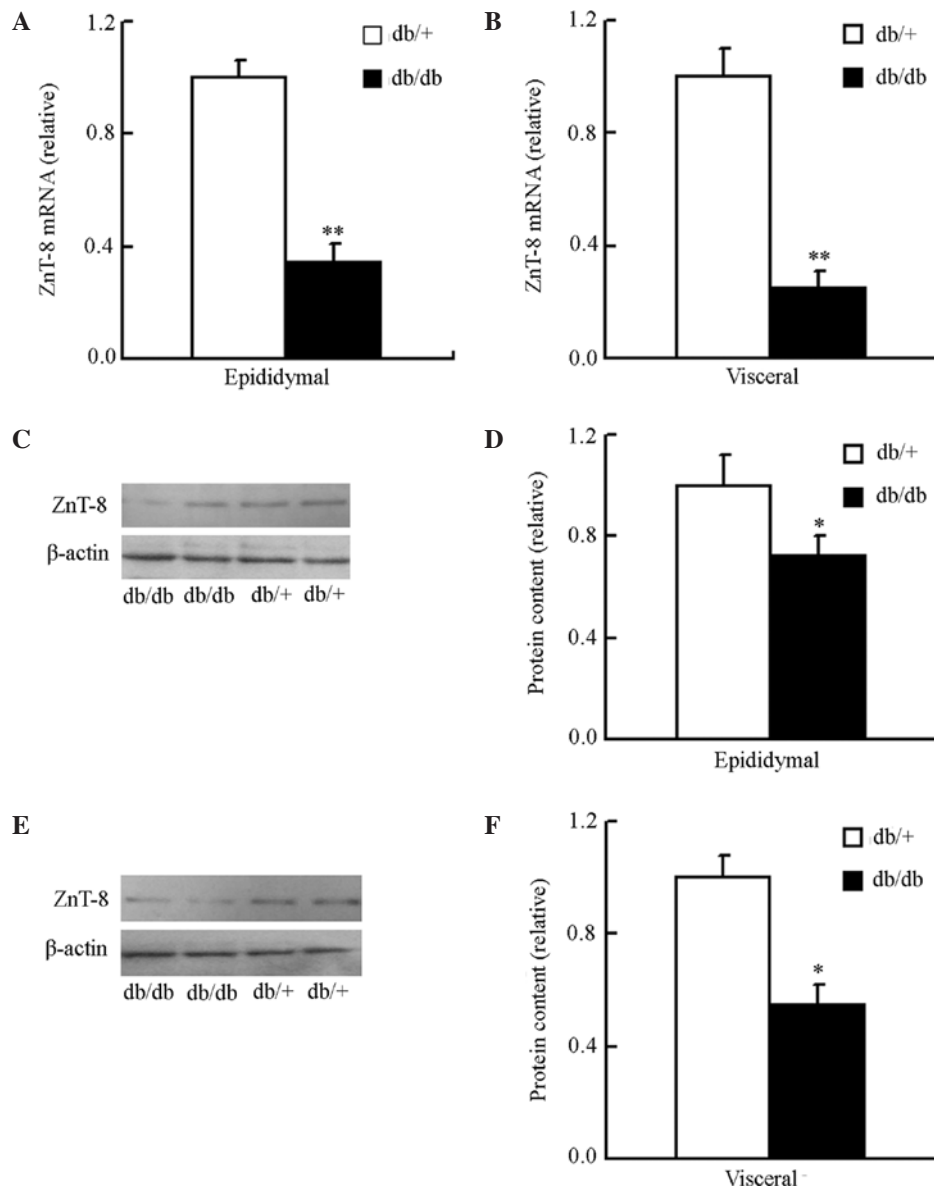 A
1.2
0.8
0.4
0.0
ZnT-8 mRNA (relative)
db/+
db/db
**
Epididymal
B
1.2
0.8
0.4
0.0
ZnT-8 mRNA (relative)
db/+
db/db
**
Visceral
C
ZnT-8
β-actin
db/db db/db db/+ db/+
D
1.2
0.8
0.4
0.0
Protein content (relative)
db/+
db/db
*
Epididymal
E
ZnT-8
β-actin
db/db db/db db/+ db/+
F
1.2
0.8
0.4
0.0
Protein content (relative)
db/+
db/db
*
Visceral